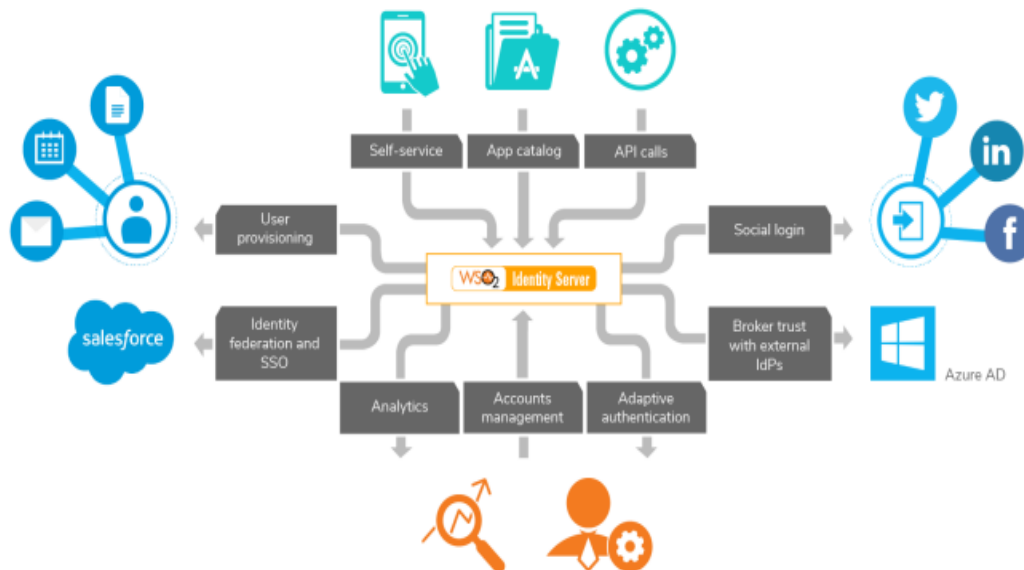 Self-service
App catalog
API calls
User
provisioning
Social login
WSO2 Identity Server
salesforce
Identity
federation and
SSO
Broker trust
with external
IdPs
Azure AD
Analytics
Accounts
management
Adaptive
authentication
in
f